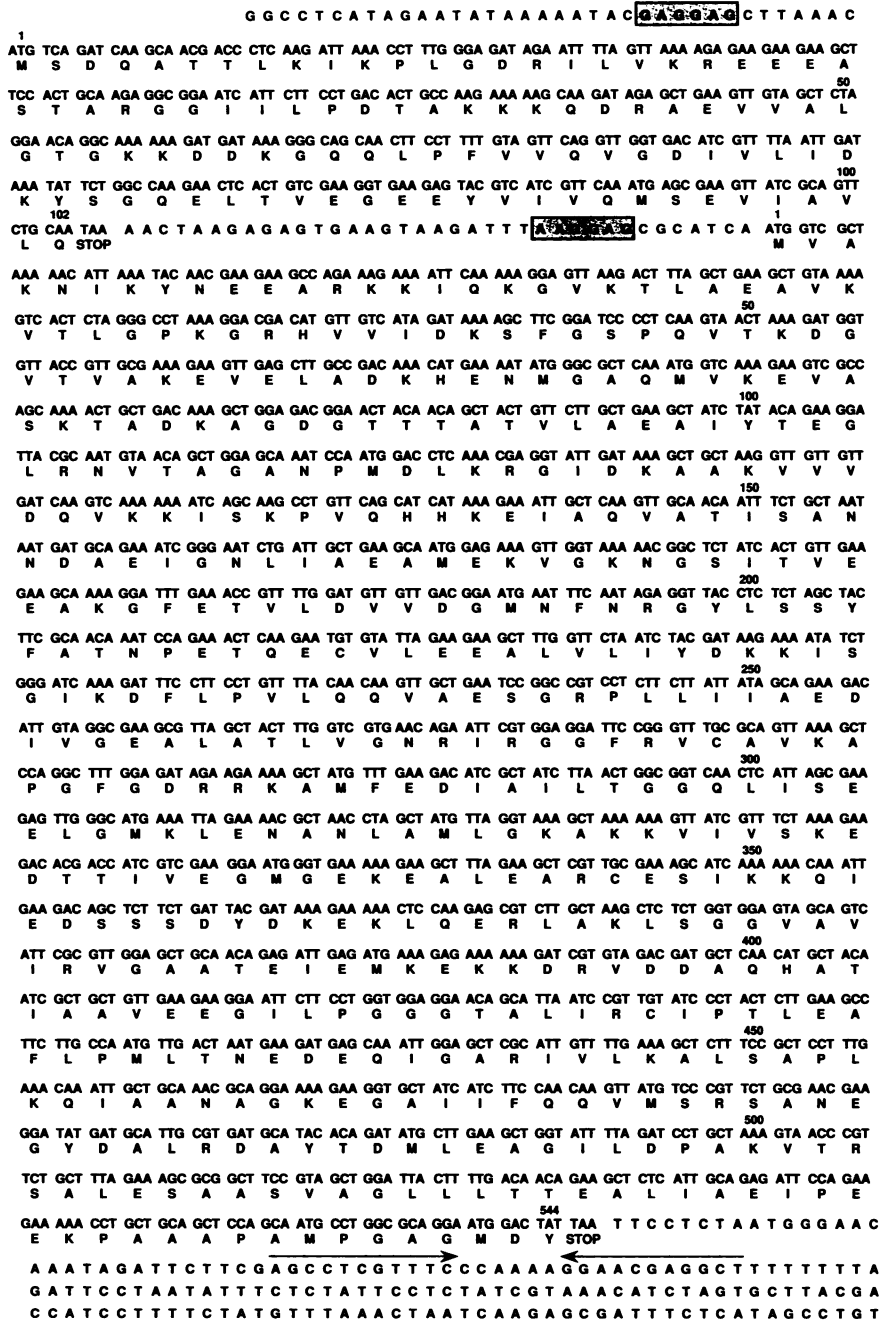 G G C C T C A T A G A A T A T A A A A A T A C G A G G A G C T T A A A C
1
ATG TCA GAT CAA GCA ACG ACC CTC AAG ATT AAA CCT TTG GGA GAT AGA ATT TTA GTT AAA AGA GAA GAA GAA GCT
M S D Q A T T L K I K P L G D R I L V K R E E E A
50
TCC ACT GCA AGA GGC GGA ATC ATT CTT CCT GAC ACT GCC AAG AAA AAG CAA GAT AGA GCT GAA GTT GTA GCT CTA
S T A R G G I I L P D T A K K K Q D R A E V V A L
GGA ACA GGC AAA AAA GAT GAT AAA GGG CAG CAA CTT CCT TTT GTA GTT CAG GTT GGT GAC ATC GTT TTA ATT GAT
G T G K K D D K G Q Q L P F V V Q V G D I V L I D
100
AAA TAT TCT GGC CAA GAA CTC ACT GTC GAA GGT GAA GAG TAC GTC ATC GTT CAA ATG AGC GAA GTT ATC GCA GTT
K Y S G Q E L T V E G E E Y V I V Q M S E V I A V
102 1
CTG CAA TAA A A C T A A G A G A G T G A A G T A A G A T T T A A G G A G C G C A T C A A ATG GTC GCT
L Q STOP M V A
AAA AAC ATT AAA TAC AAC GAA GAA GCC AGA AAG AAA ATT CAA AAA GGA GTT AAG ACT TTA GCT GAA GCT GTA AAA
K N I K Y N E E A R K K I Q K G V K T L A E A V K
50
GTC ACT CTA GGG CCT AAA GGA CGA CAT GTT GTC ATA GAT AAA AGC TTC GGA TCC CCT CAA GTA ACT AAA GAT GGT
V T L G P K G R H V V I D K S F G S P Q V T K D G
GTT ACC GTT GCG AAA GAA GTT GAG CTT GCC GAC AAA CAT GAA AAT ATG GGC GCT CAA ATG GTC AAA GAA GTC GCC
V T V A K E V E L A D K H E N M G A Q M V K E V A
100
AGC AAA ACT GCT GAC AAA GCT GGA GAC GGA ACT ACA ACA GCT ACT GTT CTT GCT GAA GCT ATC TAT ACA GAA GGA
S K T A D K A G D G T T T A T V L A E A I Y T E G
TTA CGC AAT GTA ACA GCT GGA GCA AAT CCA ATG GAC CTC AAA CGA GGT ATT GAT AAA GCT GCT AAG GTT GTT GTT
L R N V T A G A N P M D L K R G I D K A A K V V V
150
GAT CAA GTC AAA AAA ATC AGC AAG CCT GTT CAG CAT CAT AAA GAA ATT GCT CAA GTT GCA ACA ATT TCT GCT AAT
D Q V K K I S K P V Q H H K E I A Q V A T I S A N
AAT GAT GCA GAA ATC GGG AAT CTG ATT GCT GAA GCA ATG GAG AAA GTT GGT AAA AAC GGC TCT ATC ACT GTT GAA
N D A E I G N L I A E A M E K V G K N G S I T V E
200
GAA GCA AAA GGA TTT GAA ACC GTT TTG GAT GTT GTT GAC GGA ATG AAT TTC AAT AGA GGT TAC CTC TCT AGC TAC
E A K G F E T V L D V V D G M N F N R G Y L S S Y
TTC GCA ACA AAT CCA GAA ACT CAA GAA TGT GTA TTA GAA GAA GCT TTG GTT CTA ATC TAC GAT AAG AAA ATA TCT
F A T N P E T Q E C V L E E A L V L I Y D K K I S
250
GGG ATC AAA GAT TTC CTT CCT GTT TTA CAA CAA GTT GCT GAA TCC GGC CGT CCT CTT CTT ATT ATA GCA GAA GAC
G I K D F L P V L Q Q V A E S G R P L L I I A E D
ATT GTA GGC GAA GCG TTA GCT ACT TTG GTC GTG AAC AGA ATT CGT GGA GGA TTC CGG GTT TGC GCA GTT AAA GCT
I V G E A L A T L V G N R I R G G F R V C A V K A
CCA GGC TTT GGA GAT AGA AGA AAA GCT ATG TTT GAA GAC ATC GCT ATC TTA ACT GGC GGT CAA CTC ATT AGC GAA
300
P G F G D R R K A M F E D I A I L T G G Q L I S E
GAG TTG GGC ATG AAA TTA GAA AAC GCT AAC CTA GCT ATG TTA GGT AAA GCT AAA AAA GTT ATC GTT TCT AAA GAA
E L G M K L E N A N L A M L G K A K K V I V S K E
350
GAC ACG ACC ATC GTC GAA GGA ATG GGT GAA AAA GAA GCT TTA GAA GCT CGT TGC GAA AGC ATC AAA AAA CAA ATT
D T T I V E G M G E K E A L E A R C E S I K K Q I
GAA GAC AGC TCT TCT GAT TAC GAT AAA GAA AAA CTC CAA GAG CGT CTT GCT AAG CTC TCT GGT GGA GTA GCA GTC
E D S S S D Y D K E K L Q E R L A K L S G G V A V
400
ATT CGC GTT GGA GCT GCA ACA GAG ATT GAG ATG AAA GAG AAA AAA GAT CGT GTA GAC GAT GCT CAA CAT GCT ACA
I R V G A A T E I E M K E K K D R V D D A Q H A T
ATC GCT GCT GTT GAA GAA GGA ATT CTT CCT GGT GGA GGA ACA GCA TTA ATC CGT TGT ATC CCT ACT CTT GAA GCC
I A A V E E G I L P G G G T A L I R C I P T L E A
450
TTC TTG CCA ATG TTG ACT AAT GAA GAT GAG CAA ATT GGA GCT CGC ATT GTT TTG AAA GCT CTT TCC GCT CCT TTG
F L P M L T N E D E Q I G A R I V L K A L S A P L
AAA CAA ATT GCT GCA AAC GCA GGA AAA GAA GGT GCT ATC ATC TTC CAA CAA GTT ATG TCC CGT TCT GCG AAC GAA
K Q I A A N A G K E G A I I F Q Q V M S R S A N E
500
GGA TAT GAT GCA TTG CGT GAT GCA TAC ACA GAT ATG CTT GAA GCT GGT ATT TTA GAT CCT GCT AAA GTA ACC CGT
G Y D A L R D A Y T D M L E A G I L D P A K V T R
TCT GCT TTA GAA AGC GCG GCT TCC GTA GCT GGA TTA CTT TTG ACA ACA GAA GCT CTC ATT GCA GAG ATT CCA GAA
S A L E S A A S V A G L L L T T E A L I A E I P E
544
GAA AAA CCT GCT GCA GCT CCA GCA ATG CCT GGC GCA GGA ATG GAC TAT TAA T T C C T C T A A T G G G A A C
E K P A A A P A M P G A G M D Y STOP
A A A T A G A T T C T T C G A G C C T C G T T T C C C A A A A G G A A C G A G G C T T T T T T T T A
G A T T C C T A A T A T T T C T C T A T T C C T C T A T C G T A A A C A T C T A G T G C T T A C G A
C C A T C C T T T T C T A T G T T T A A A C T A A T C A A G A G C G A T T T C T C A T A G C C T G T